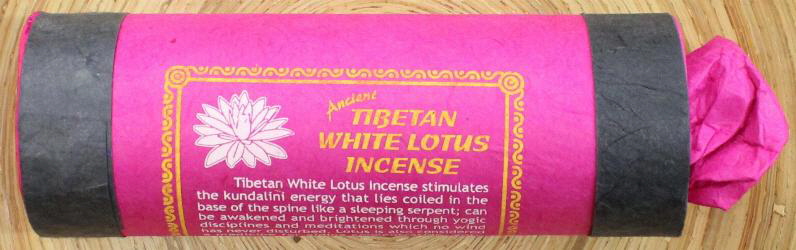 Ancient
TIBETAN
WHITE LOTUS
INCENSE
Tibetan White Lotus incense stimulates
the kundalini energy that lies coiled in the
base of the spine like a sleeping serpent; can
be awakened and brightened through yogic
disciplines and meditations which no wind
has never disturbed. Lotus is also considered